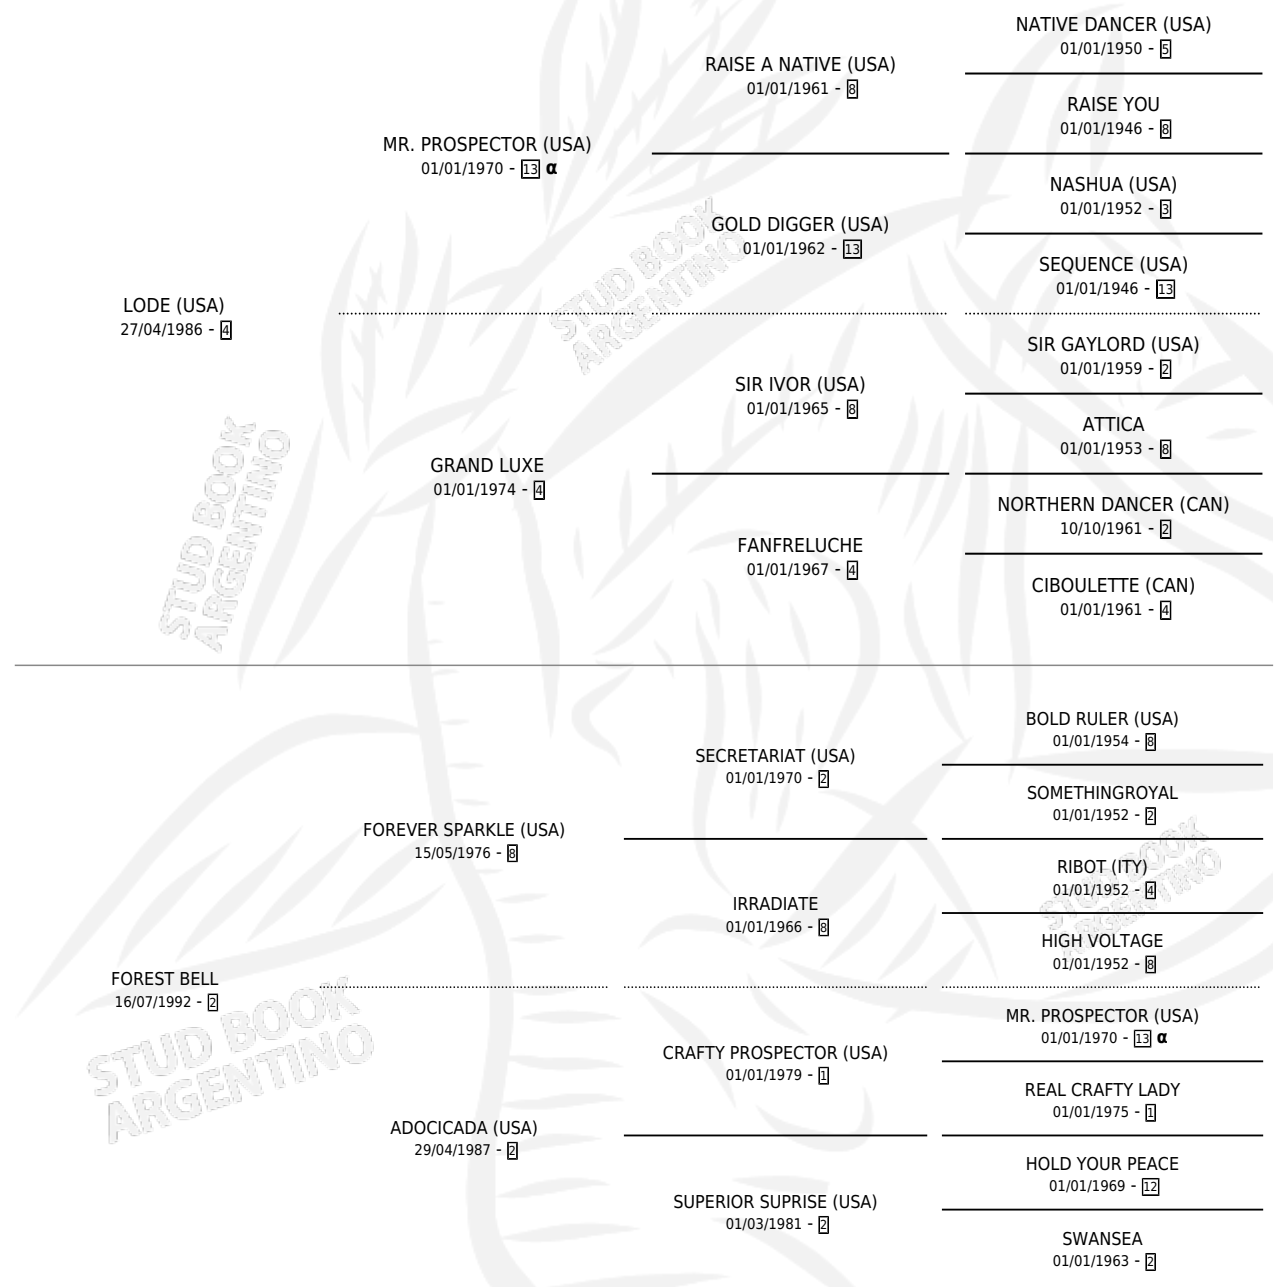 NATIVE DANCER (USA)
01/01/1950 - 5
RAISE A NATIVE (USA)
01/01/1961 - 8
RAISE YOU
01/01/1946 - 8
MR. PROSPECTOR (USA)
01/01/1970 - 13 α
NASHUA (USA)
01/01/1952 - 3
GOLD DIGGER (USA)
01/01/1962 - 13
SEQUENCE (USA)
01/01/1946 - 13
LODE (USA)
27/04/1986 - 4
SIR GAYLORD (USA)
01/01/1959 - 2
SIR IVOR (USA)
01/01/1965 - 8
ATTICA
01/01/1953 - 8
GRAND LUXE
01/01/1974 - 4
NORTHERN DANCER (CAN)
10/10/1961 - 2
FANFRELUCHE
01/01/1967 - 4
CIBOULETTE (CAN)
01/01/1961 - 4
BOLD RULER (USA)
01/01/1954 - 8
SECRETARIAT (USA)
01/01/1970 - 2
SOMETHINGROYAL
01/01/1952 - 2
FOREVER SPARKLE (USA)
15/05/1976 - 8
RIBOT (ITY)
01/01/1952 - 4
IRRADIATE
01/01/1966 - 8
HIGH VOLTAGE
01/01/1952 - 8
FOREST BELL
16/07/1992 - 2
MR. PROSPECTOR (USA)
01/01/1970 - 13 α
CRAFTY PROSPECTOR (USA)
01/01/1979 - 1
REAL CRAFTY LADY
01/01/1975 - 1
ADOCICADA (USA)
29/04/1987 - 2
HOLD YOUR PEACE
01/01/1969 - 12
SUPERIOR SUPRISE (USA)
01/03/1981 - 2
SWANSEA
01/01/1963 - 2
STUD BOOK
ARGENTINO
STUD BOOK
ARGENTINO
STUD BOOK
ARGENTINO
STUD BOOK
ARGENTINO